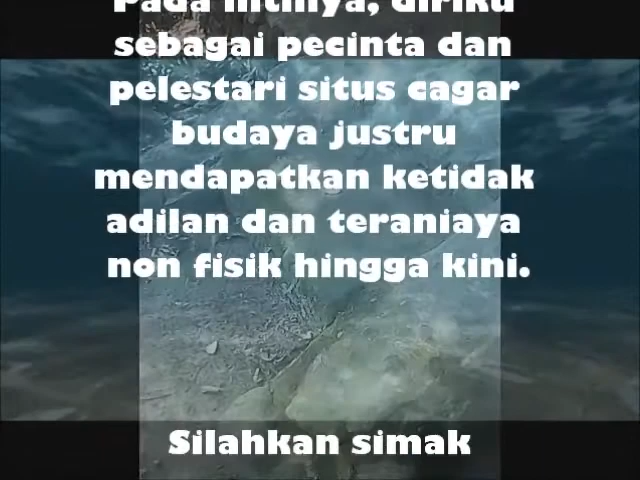 Pada intinya, diriku
sebagai pecinta dan
pelestari situs cagar
budaya justru
mendapatkan ketidak
adilan dan teraniaya
non fisik hingga kini.
Silahkan simak